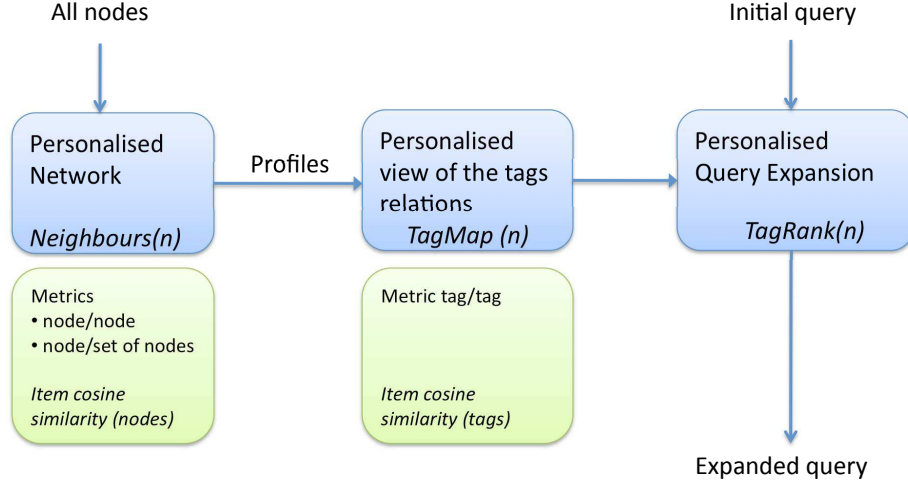 All nodes
Initial query
Personalised
Network
Neighbours(n)
Profiles
Personalised
view of the tags
relations
TagMap (n)
Personalised
Query Expansion
TagRank(n)
Metrics
• node/node
• node/set of nodes
Item cosine
similarity (nodes)
Metric tag/tag
Item cosine
similarity (tags)
Expanded query